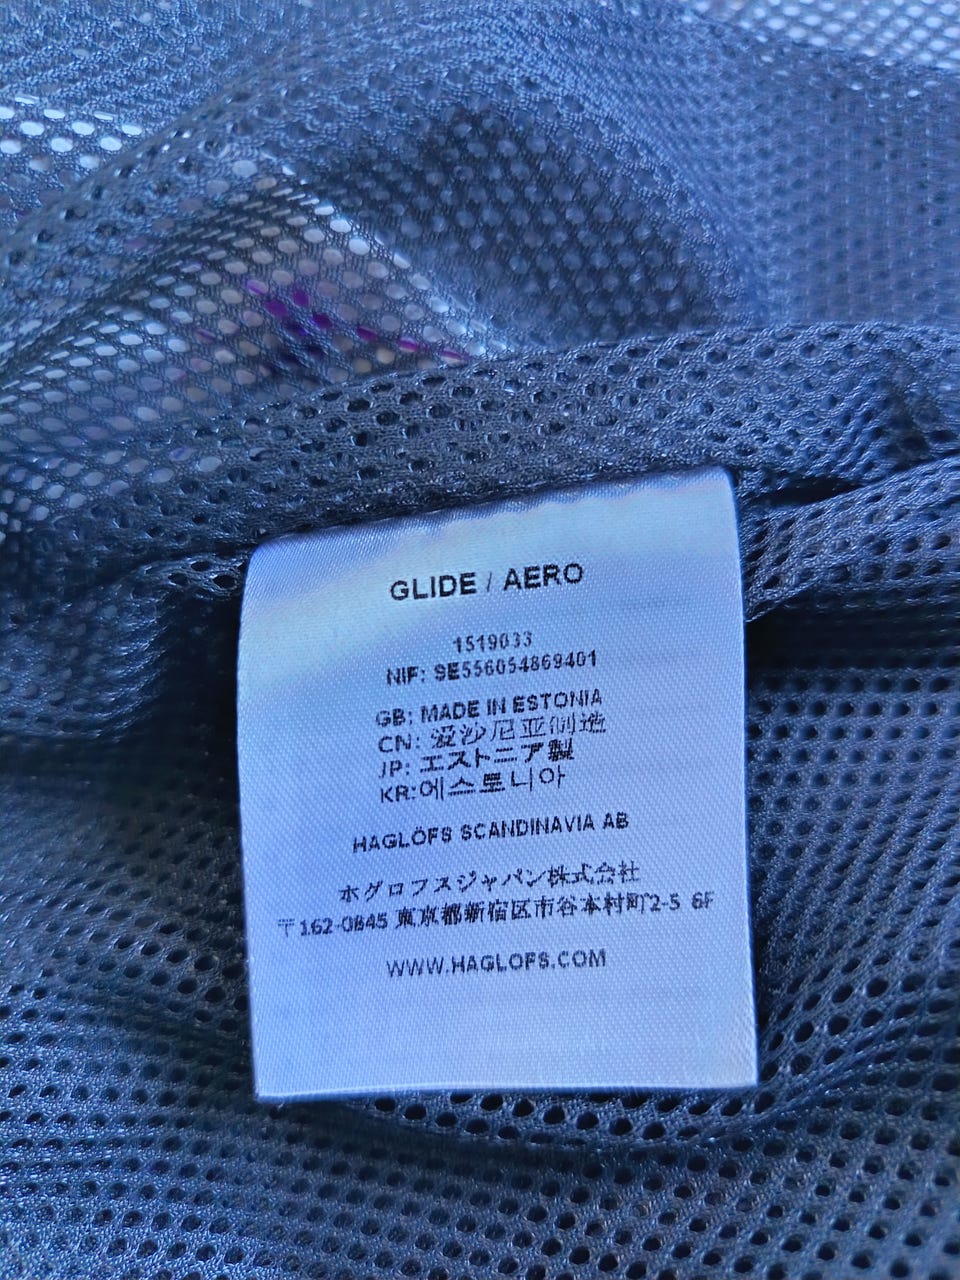 GLIDE / AERO
1519033
NIF: SE556054869401
GB: MADE IN ESTONIA
CN: 爱沙尼亚制造
JP: エストニア製
KR:에스토니아
HAGLÖFS SCANDINAVIA AB
ホグロフスジャパン株式会社
〒162-0845 東京都新宿区市谷本村町2-5 6F
WWW.HAGLOFS.COM